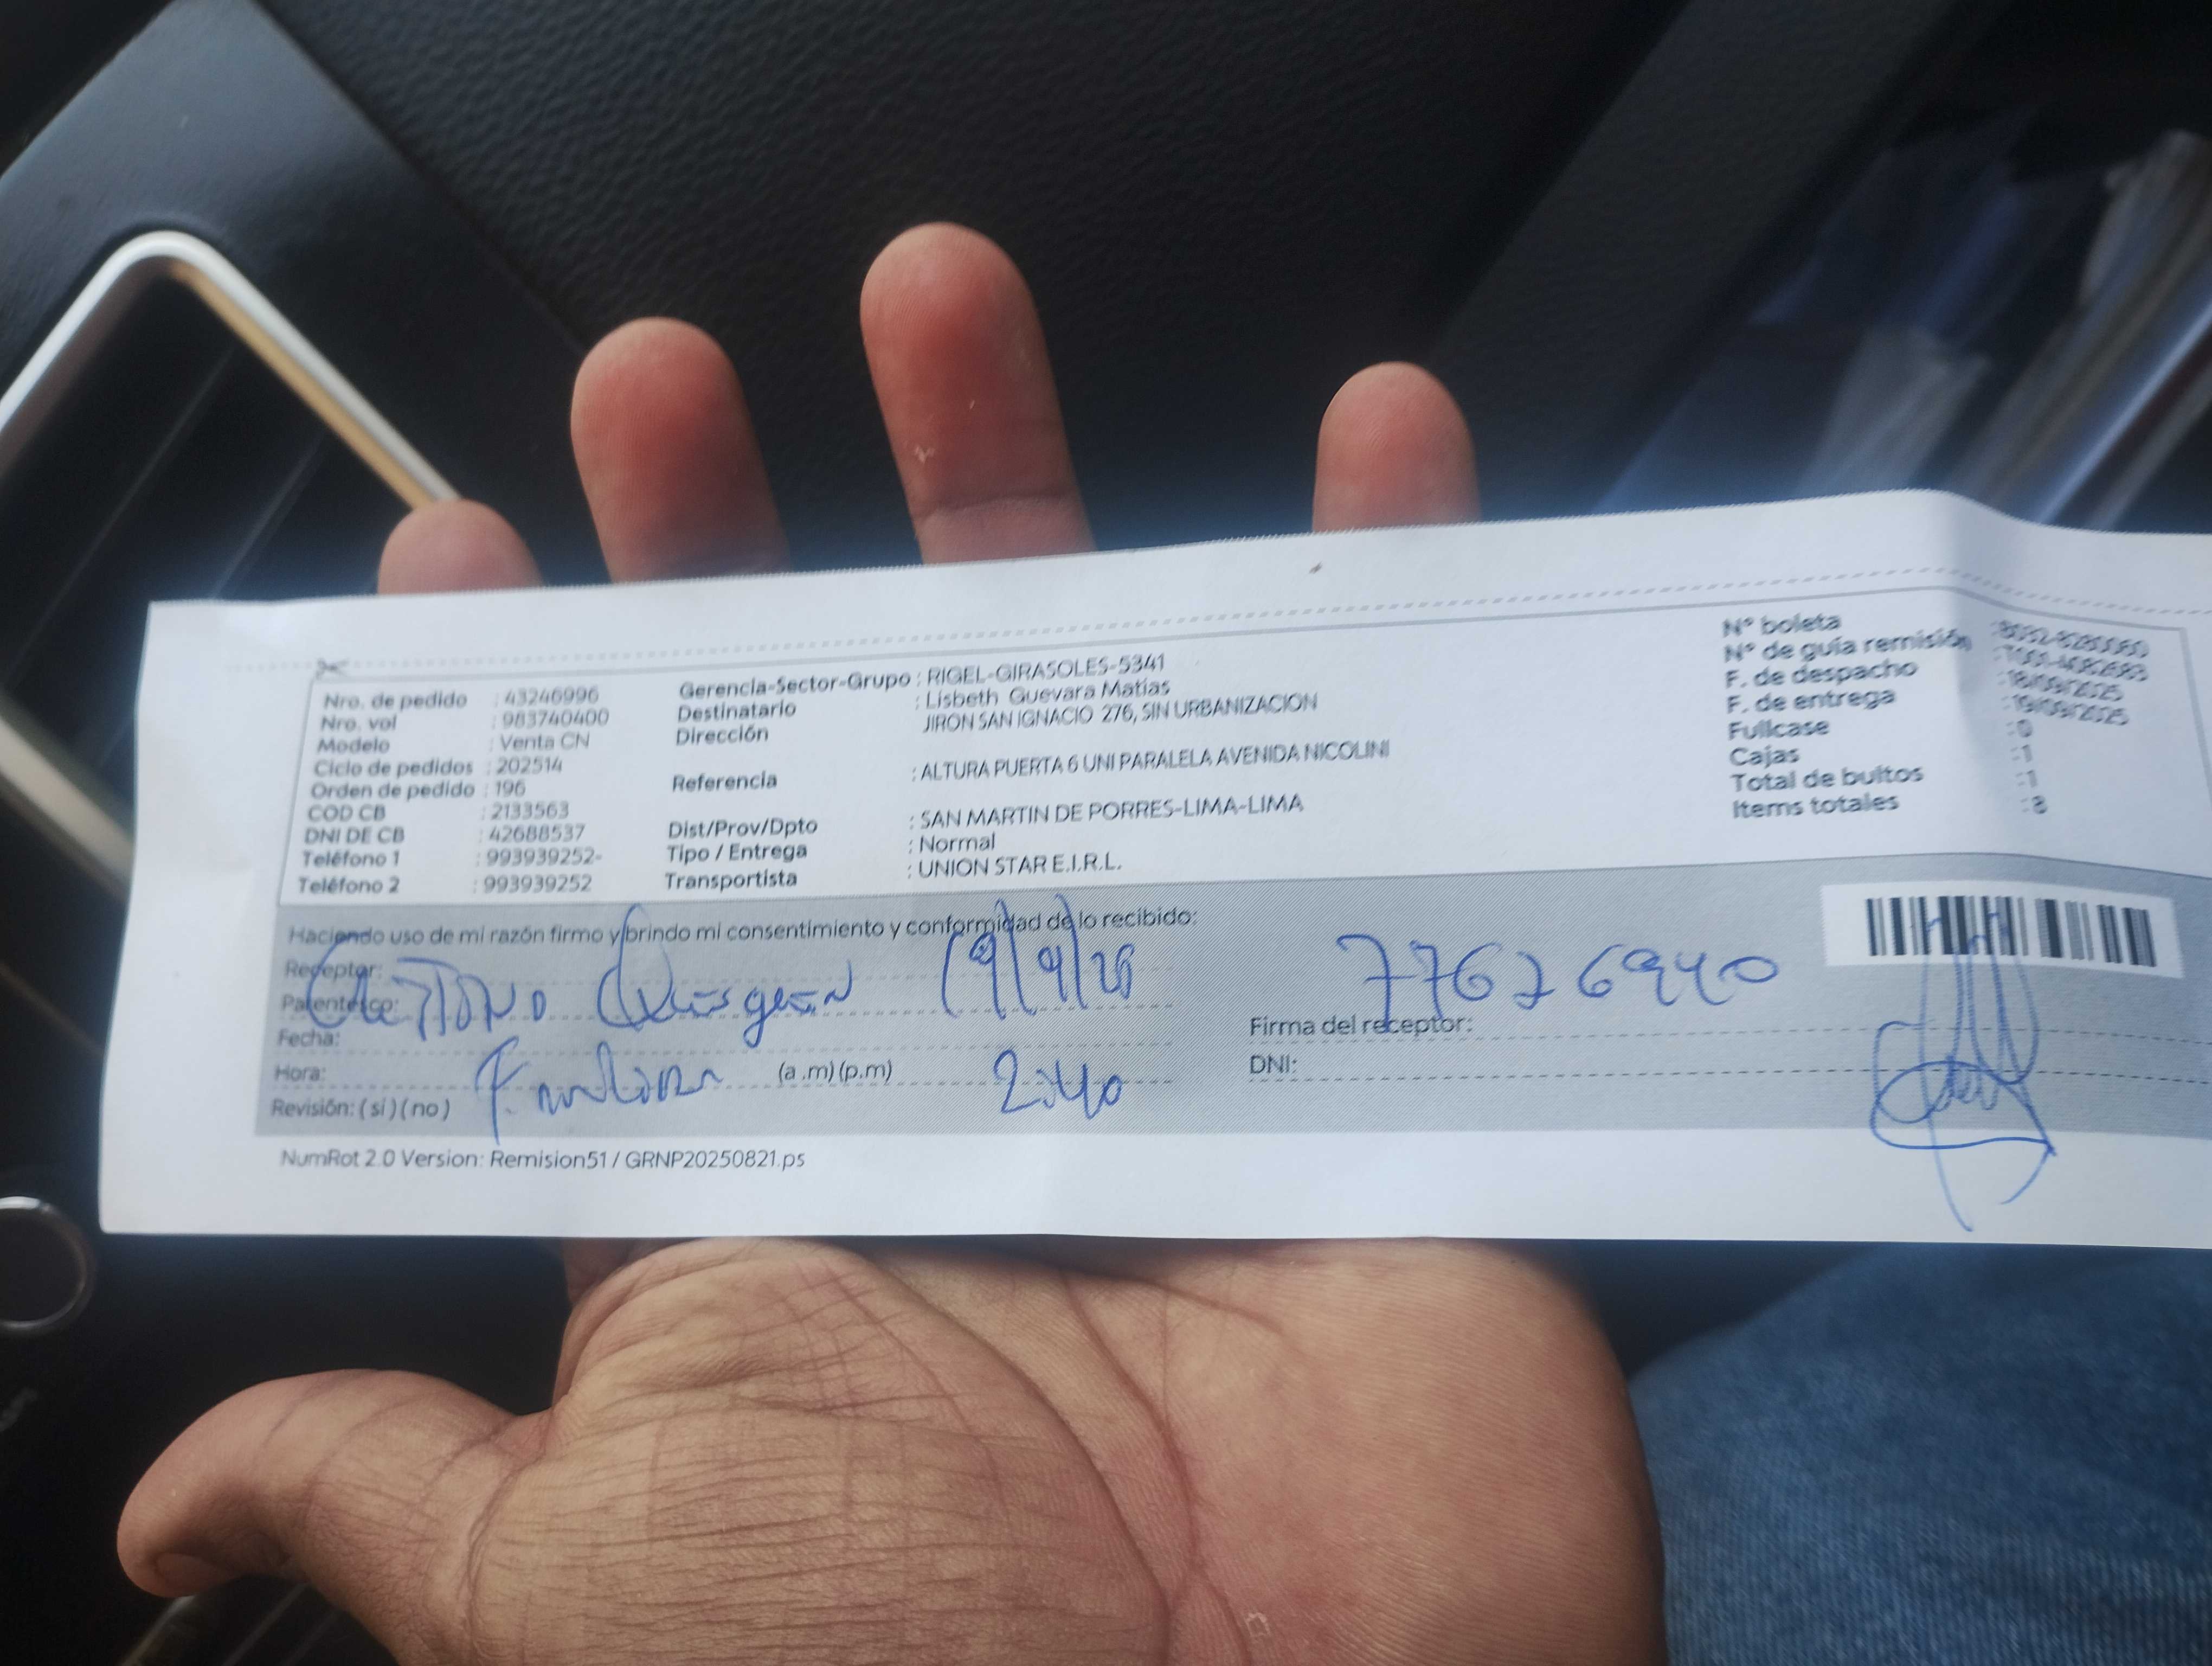 Nro. de pedido : 43246996
Nro. vol : 983740400
Modelo : Venta CN
Ciclo de pedidos : 202514
Orden de pedido : 196
COD CB : 2133563
DNI DE CB : 42688537
Teléfono 1 : 993939252-
Teléfono 2 : 993939252
Gerencia-Sector-Grupo : RIGEL-GIRASOLES-5341
Destinatario : Lisbeth Guevara Matias
Dirección JIRON SAN IGNACIO 276, SIN URBANIZACION
Referencia : ALTURA PUERTA 6 UNI PARALELA AVENIDA NICOLINI
Dist/Prov/Dpto : SAN MARTIN DE PORRES-LIMA-LIMA
Tipo / Entrega : Normal
Transportista : UNION STAR E.I.R.L.
N° boleta
N° de guía remisión
F. de despacho : 18/09/2025
F. de entrega : 19/09/2025
Fullcase : 0
Cajas : 1
Total de bultos : 1
Items totales : 8
Haciendo uso de mi razón firmo y brindo mi consentimiento y conformidad de lo recibido:
Receptor:
Parentesco:
Fecha:
Hora: (a.m)(p.m) 2:40
Revisión: (si)(no)
77626940
Firma del receptor:
DNI:
NumRot 2.0 Version: Remision51 / GRNP20250821.ps